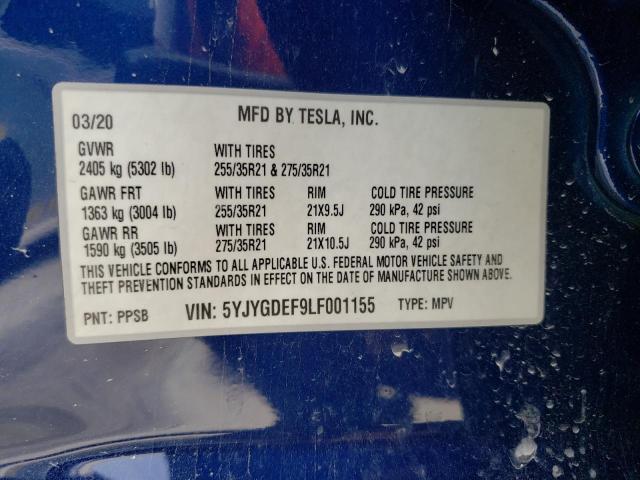 03/20 MFD BY TESLA, INC.
GVWR WITH TIRES
2405 kg (5302 lb) 255/35R21 & 275/35R21
GAWR FRT WITH TIRES RIM COLD TIRE PRESSURE
1363 kg (3004 lb) 255/35R21 21X9.5J 290 kPa, 42 psi
GAWR RR WITH TIRES RIM COLD TIRE PRESSURE
1590 kg (3505 lb) 275/35R21 21X10.5J 290 kPa, 42 psi
THIS VEHICLE CONFORMS TO ALL APPLICABLE U.S. FEDERAL MOTOR VEHICLE SAFETY AND
THEFT PREVENTION STANDARDS IN EFFECT ON THE DATE OF MANUFACTURE SHOWN ABOVE.
PNT: PPSB VIN: 5YJYGDEF9LF001155 TYPE: MPV